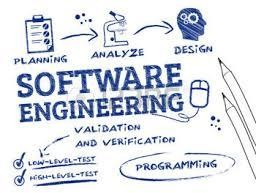 PLANNING
ANALYZE
DESIGN
SOFTWARE
ENGINEERING
VALIDATION
AND VERIFICATION
LOW-LEVEL-TEST
HIGH-LEVEL-TEST
PROGRAMMING